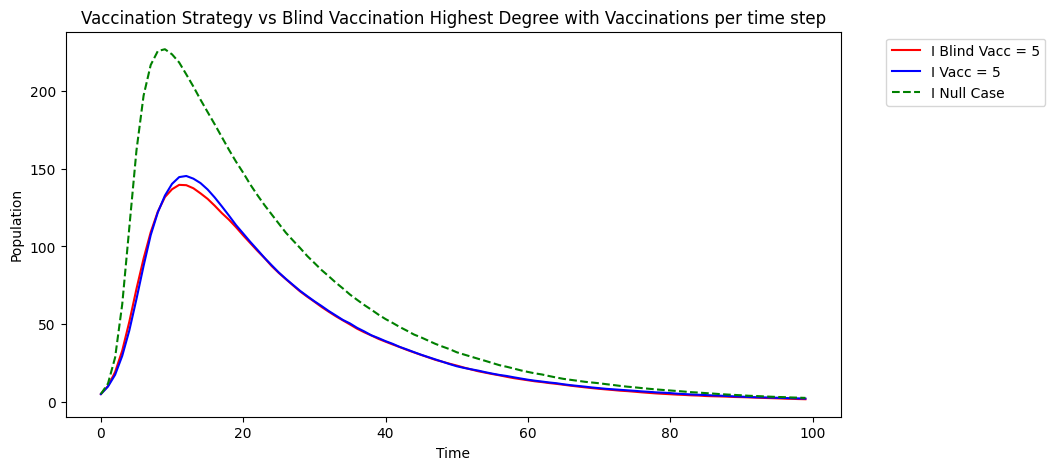 Vaccination Strategy vs Blind Vaccination Highest Degree with Vaccinations per time step
I Blind Vacc = 5
I Vacc = 5
I Null Case
200
150
100
50
0
Population
0 20 40 60 80 100
Time